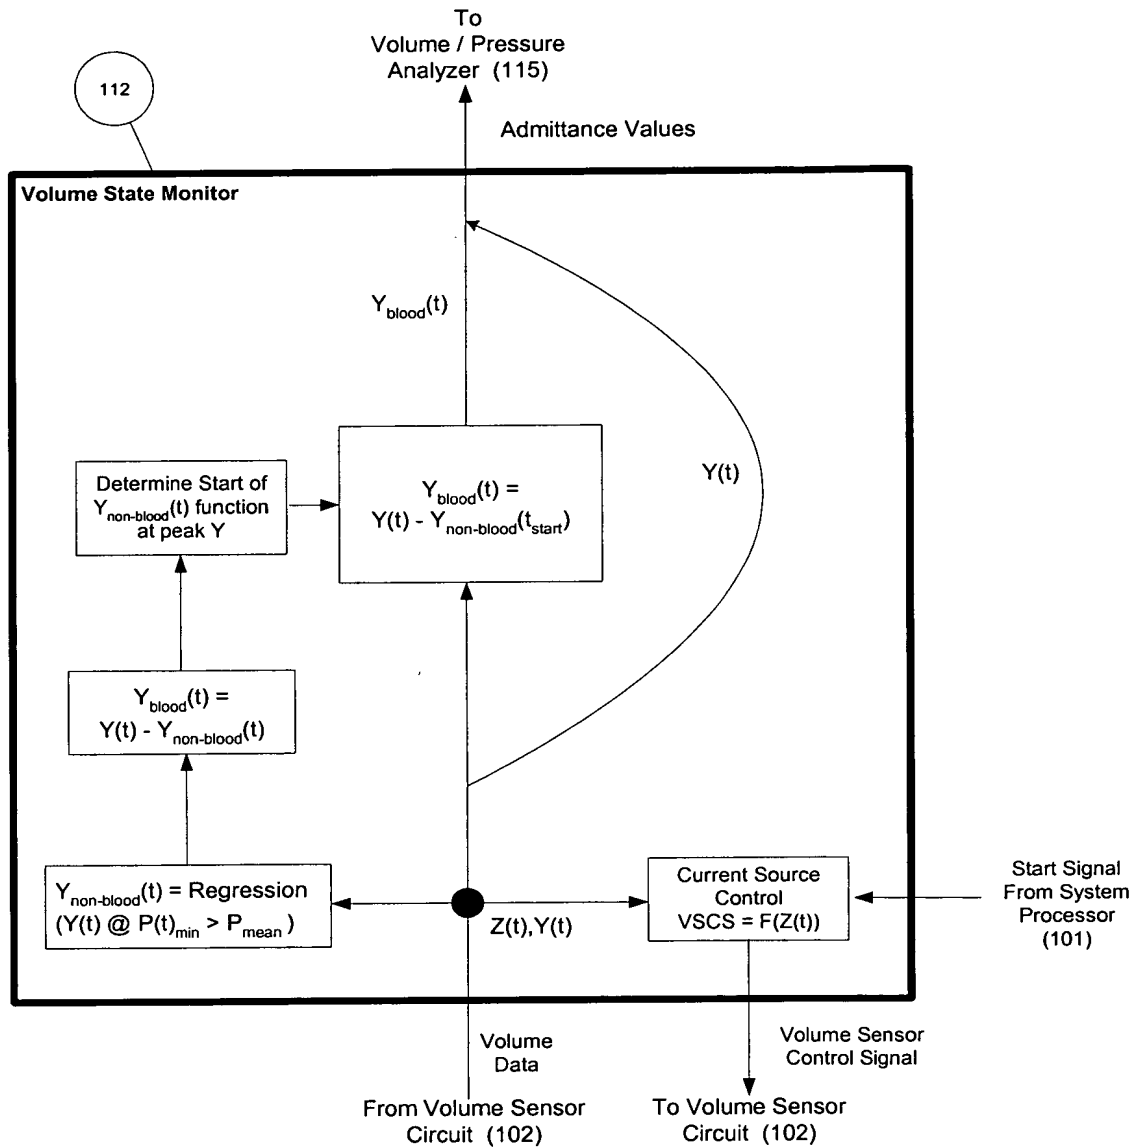 To
Volume / Pressure
Analyzer (115)
112
Admittance Values
Volume State Monitor
Y_blood(t)
Y(t)
Determine Start of
Y_non-blood(t) function
at peak Y
Y_blood(t) =
Y(t) - Y_non-blood(t_start)
Y_blood(t) =
Y(t) - Y_non-blood(t)
Y_non-blood(t) = Regression
(Y(t) @ P(t)_min > P_mean )
Z(t),Y(t)
Current Source
Control
VSCS = F(Z(t))
Start Signal
From System
Processor
(101)
Volume
Data
Volume Sensor
Control Signal
From Volume Sensor
Circuit (102)
To Volume Sensor
Circuit (102)